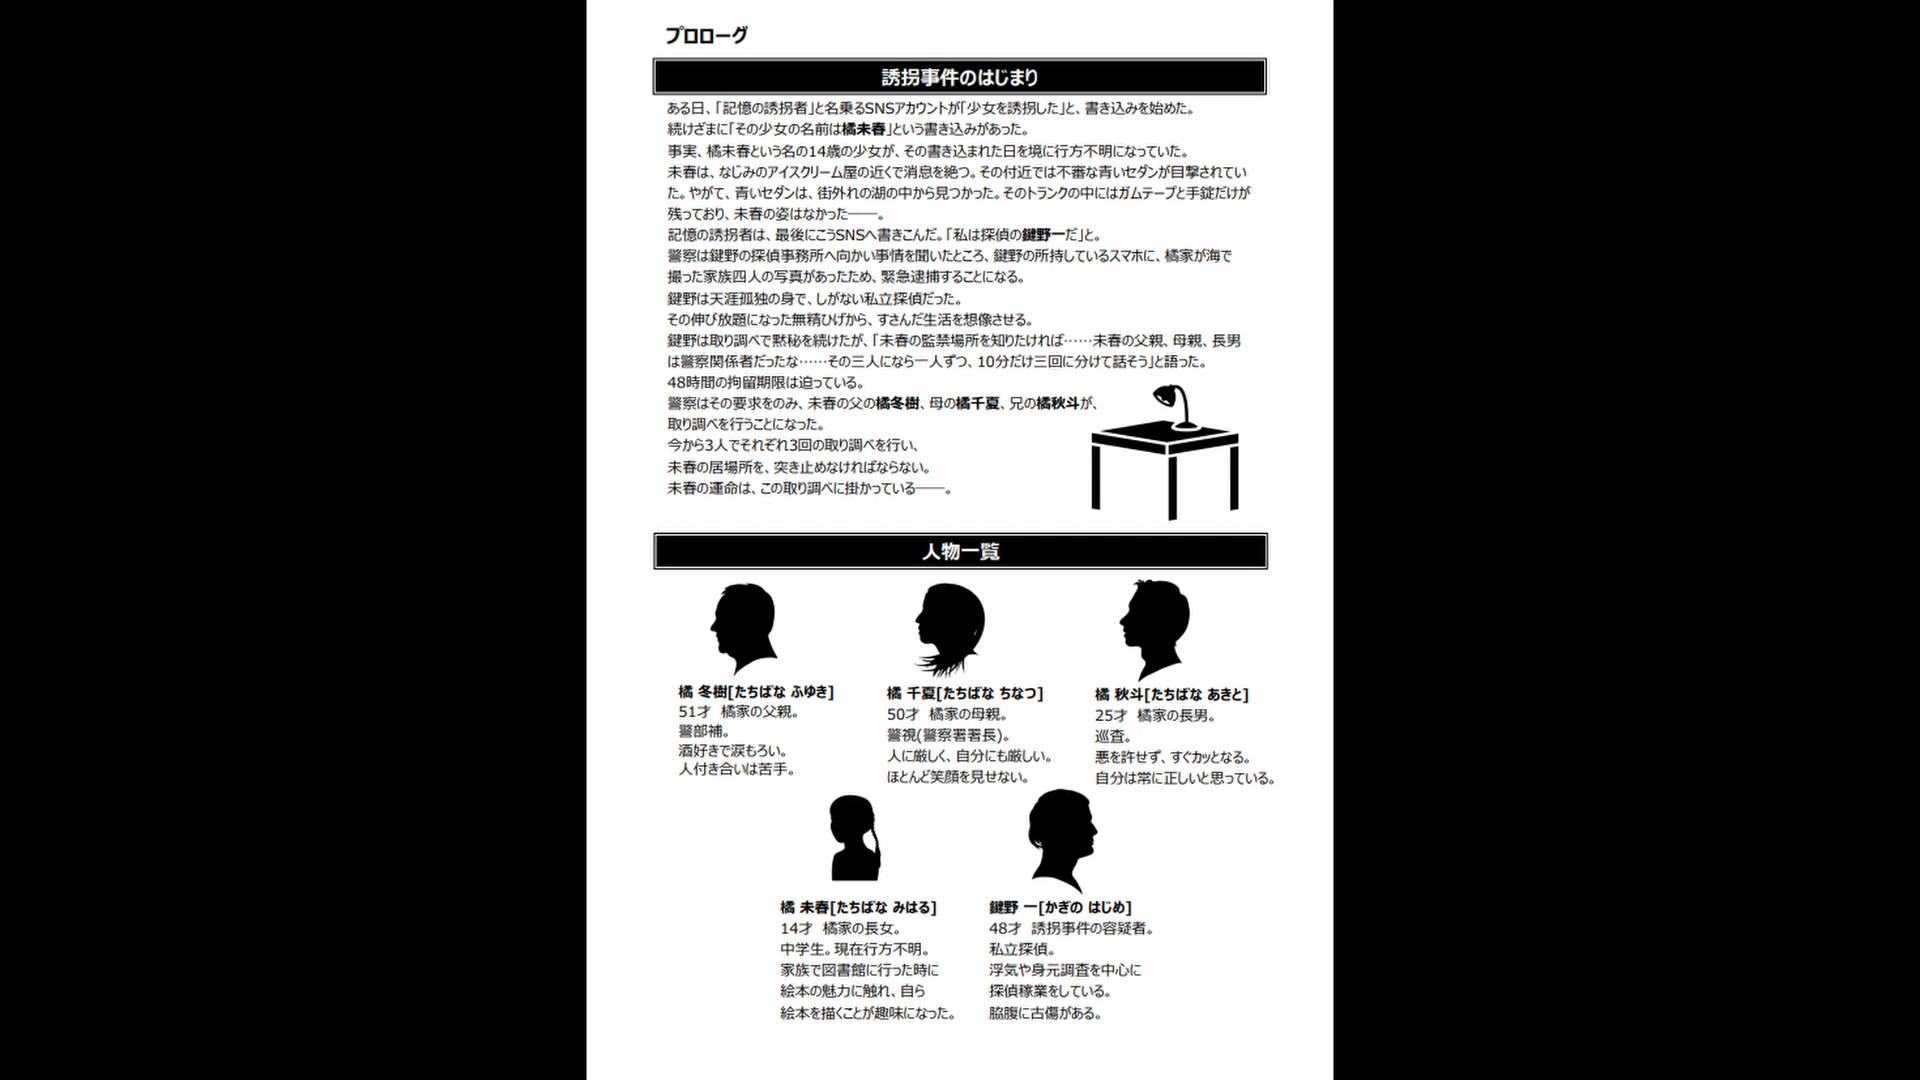 プロローグ
誘拐事件のはじまり
ある日、「記憶の誘拐者」と名乗るSNSアカウントが「少女を誘拐した」と、書き込みを始めた。
続けざまに「その少女の名前は橘未春」という書き込みがあった。
事実、橘未春という名の14歳の少女が、その書き込まれた日を境に行方不明になっていた。
未春は、なじみのアイスクリーム屋の近くで消息を絶つ。その付近では不審な青いセダンが目撃されてい
た。やがて、青いセダンは、街外れの湖の中から見つかった。そのトランクの中にはガムテープと手錠だけが
残っており、未春の姿はなかった――。
記憶の誘拐者は、最後にこうSNSへ書きこんだ。「私は探偵の鍵野一だ」と。
警察は鍵野の探偵事務所へ向かい事情を聞いたところ、鍵野の所持しているスマホに、橘家が海で
撮った家族四人の写真があったため、緊急逮捕することになる。
鍵野は天涯孤独の身で、しがない私立探偵だった。
その伸び放題になった無精ひげから、すさんだ生活を想像させる。
鍵野は取り調べで黙秘を続けたが、「未春の監禁場所を知りたければ……未春の父親、母親、長男
は警察関係者だったな……その三人になら一人ずつ、10分だけ三回に分けて話そう」と語った。
48時間の拘留期限は迫っている。
警察はその要求をのみ、未春の父の橘冬樹、母の橘千夏、兄の橘秋斗が、
取り調べを行うことになった。
今から3人でそれぞれ3回の取り調べを行い、
未春の居場所を、突き止めなければならない。
未春の運命は、この取り調べに掛かっている――。
人物一覧
橘 冬樹[たちばな ふゆき]
51才 橘家の父親。
警部補。
酒好きで涙もろい。
人付き合いは苦手。
橘 千夏[たちばな ちなつ]
50才 橘家の母親。
警視(警察署署長)。
人に厳しく、自分にも厳しい。
ほとんど笑顔を見せない。
橘 秋斗[たちばな あきと]
25才 橘家の長男。
巡査。
悪を許せず、すぐカッとなる。
自分は常に正しいと思っている。
橘 未春[たちばな みはる]
14才 橘家の長女。
中学生。現在行方不明。
家族で図書館に行った時に
絵本の魅力に触れ、自ら
絵本を描くことが趣味になった。
鍵野 一[かぎの はじめ]
48才 誘拐事件の容疑者。
私立探偵。
浮気や身元調査を中心に
探偵稼業をしている。
脇腹に古傷がある。